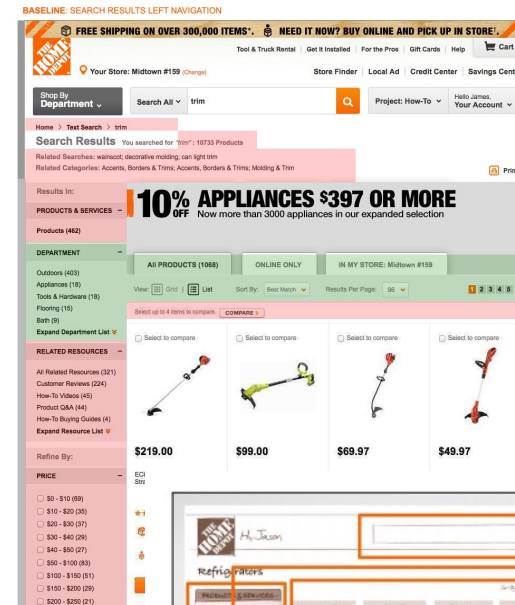 BASELINE: SEARCH RESULTS LEFT NAVIGATION
FREE SHIPPING ON OVER 300,000 ITEMS*. NEED IT NOW? BUY ONLINE AND PICK UP IN STORE†.
THE HOME DEPOT
Tool & Truck Rental | Get It Installed | For the Pros | Gift Cards | Help Cart
Your Store: Midtown #159 (Change)
Store Finder | Local Ad | Credit Center | Savings Cent
Shop By
Department
Search All trim
Project: How-To
Hello James,
Your Account
Home > Text Search > trim
Search Results You searched for "trim" : 10733 Products
Related Searches: wainscot; decorative molding; can light trim
Related Categories: Accents, Borders & Trims; Accents, Borders & Trims; Molding & Trim
Prin
Results In:
PRODUCTS & SERVICES –
Products (462)
10% OFF APPLIANCES $397 OR MORE
Now more than 3000 appliances in our expanded selection
DEPARTMENT –
Outdoors (403)
Appliances (18)
Tools & Hardware (18)
Flooring (15)
Bath (9)
Expand Department List
ALL PRODUCTS (1068) ONLINE ONLY IN MY STORE: Midtown #159
View: Grid | List Sort By: Best Match Results Per Page: 96 1 2 3 4 5
Select up to 4 items to compare. COMPARE >
Select to compare Select to compare Select to compare Select to compare
RELATED RESOURCES –
All Related Resources (321)
Customer Reviews (224)
How-To Videos (45)
Product Q&A (44)
How-To Buying Guides (4)
Expand Resource List
$219.00 $99.00 $69.97 $49.97
Refine By:
PRICE –
$0 - $10 (69)
$10 - $20 (35)
$20 - $30 (37)
$30 - $40 (29)
$40 - $50 (27)
$50 - $100 (83)
$100 - $150 (51)
$150 - $200 (29)
$200 - $250 (21)
THE HOME DEPOT
Hi, Jason
Refrigerators
PRODUCTS & SERVICES -